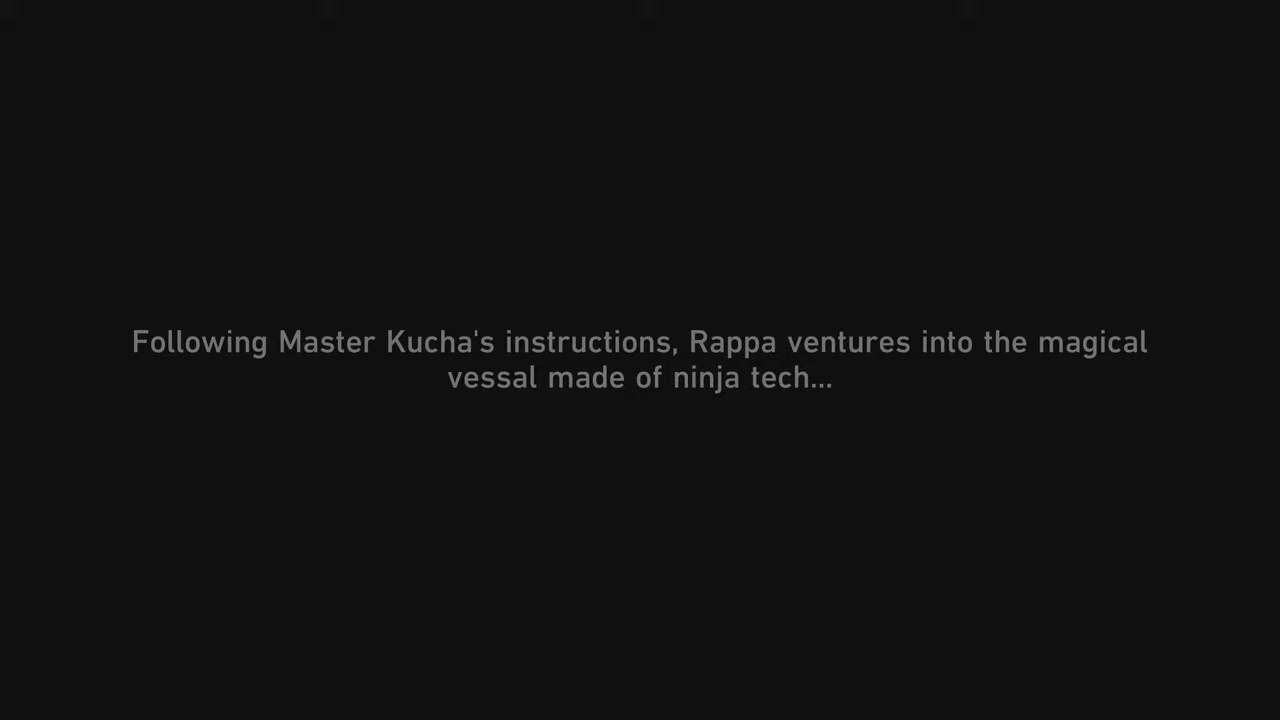 Following Master Kucha's instructions, Rappa ventures into the magical
vessal made of ninja tech...